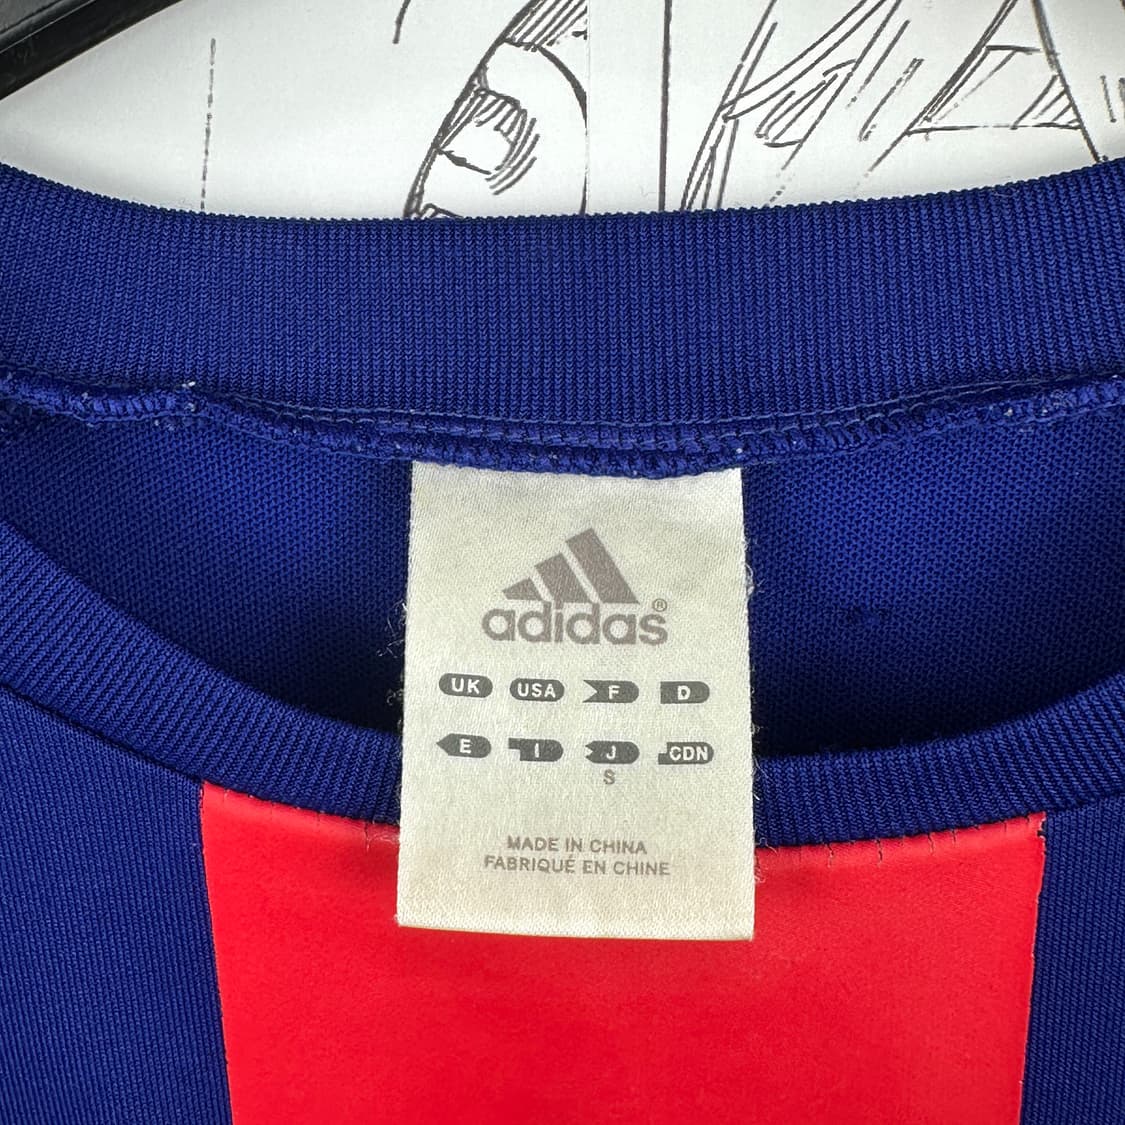 adidas®
UK USA F D
E I J CDN
S
MADE IN CHINA
FABRIQUÉ EN CHINE